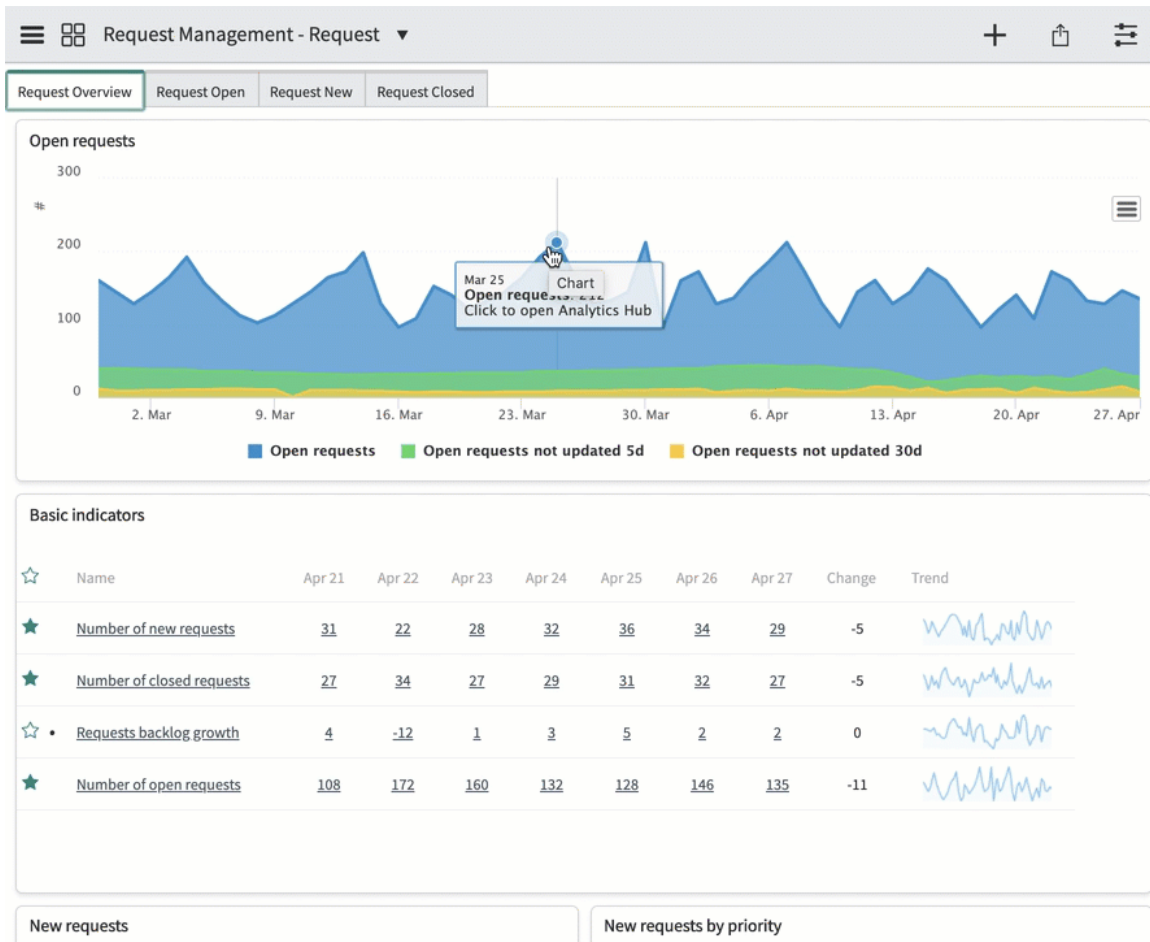 Request Management - Request ▼
Request Overview Request Open Request New Request Closed
Open requests
300
#
200
100
0
Mar 25
Chart
Open requests: 212
Click to open Analytics Hub
2. Mar 9. Mar 16. Mar 23. Mar 30. Mar 6. Apr 13. Apr 20. Apr 27. Apr
Open requests Open requests not updated 5d Open requests not updated 30d
Basic indicators
Name Apr 21 Apr 22 Apr 23 Apr 24 Apr 25 Apr 26 Apr 27 Change Trend
Number of new requests 31 22 28 32 36 34 29 -5
Number of closed requests 27 34 27 29 31 32 27 -5
Requests backlog growth 4 -12 1 3 5 2 2 0
Number of open requests 108 172 160 132 128 146 135 -11
New requests
New requests by priority